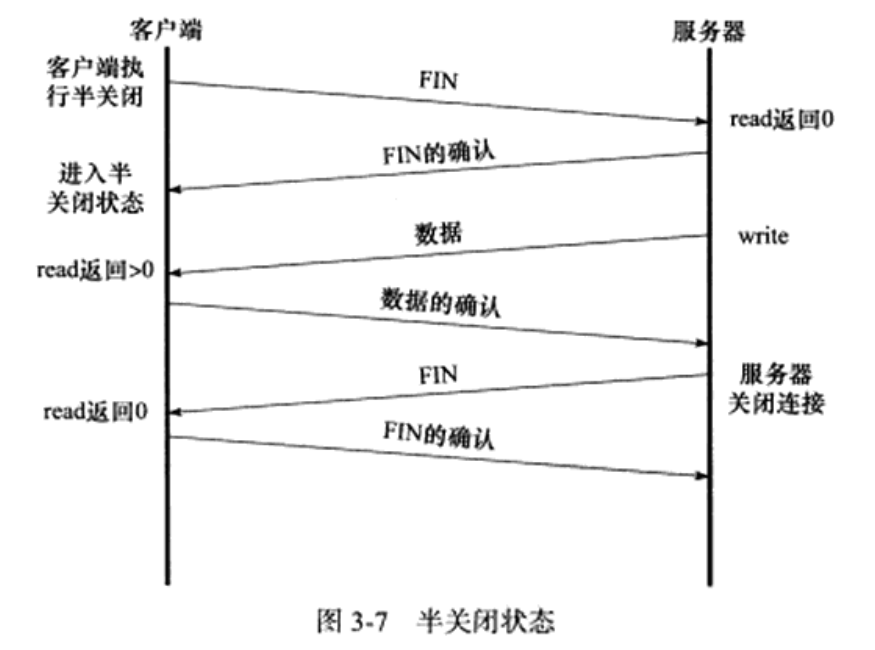 客户端
服务器
客户端执
行半关闭
FIN
read返回0
FIN的确认
进入半
关闭状态
数据
write
read返回>0
数据的确认
FIN
服务器
关闭连接
read返回0
FIN的确认
图 3-7 半关闭状态